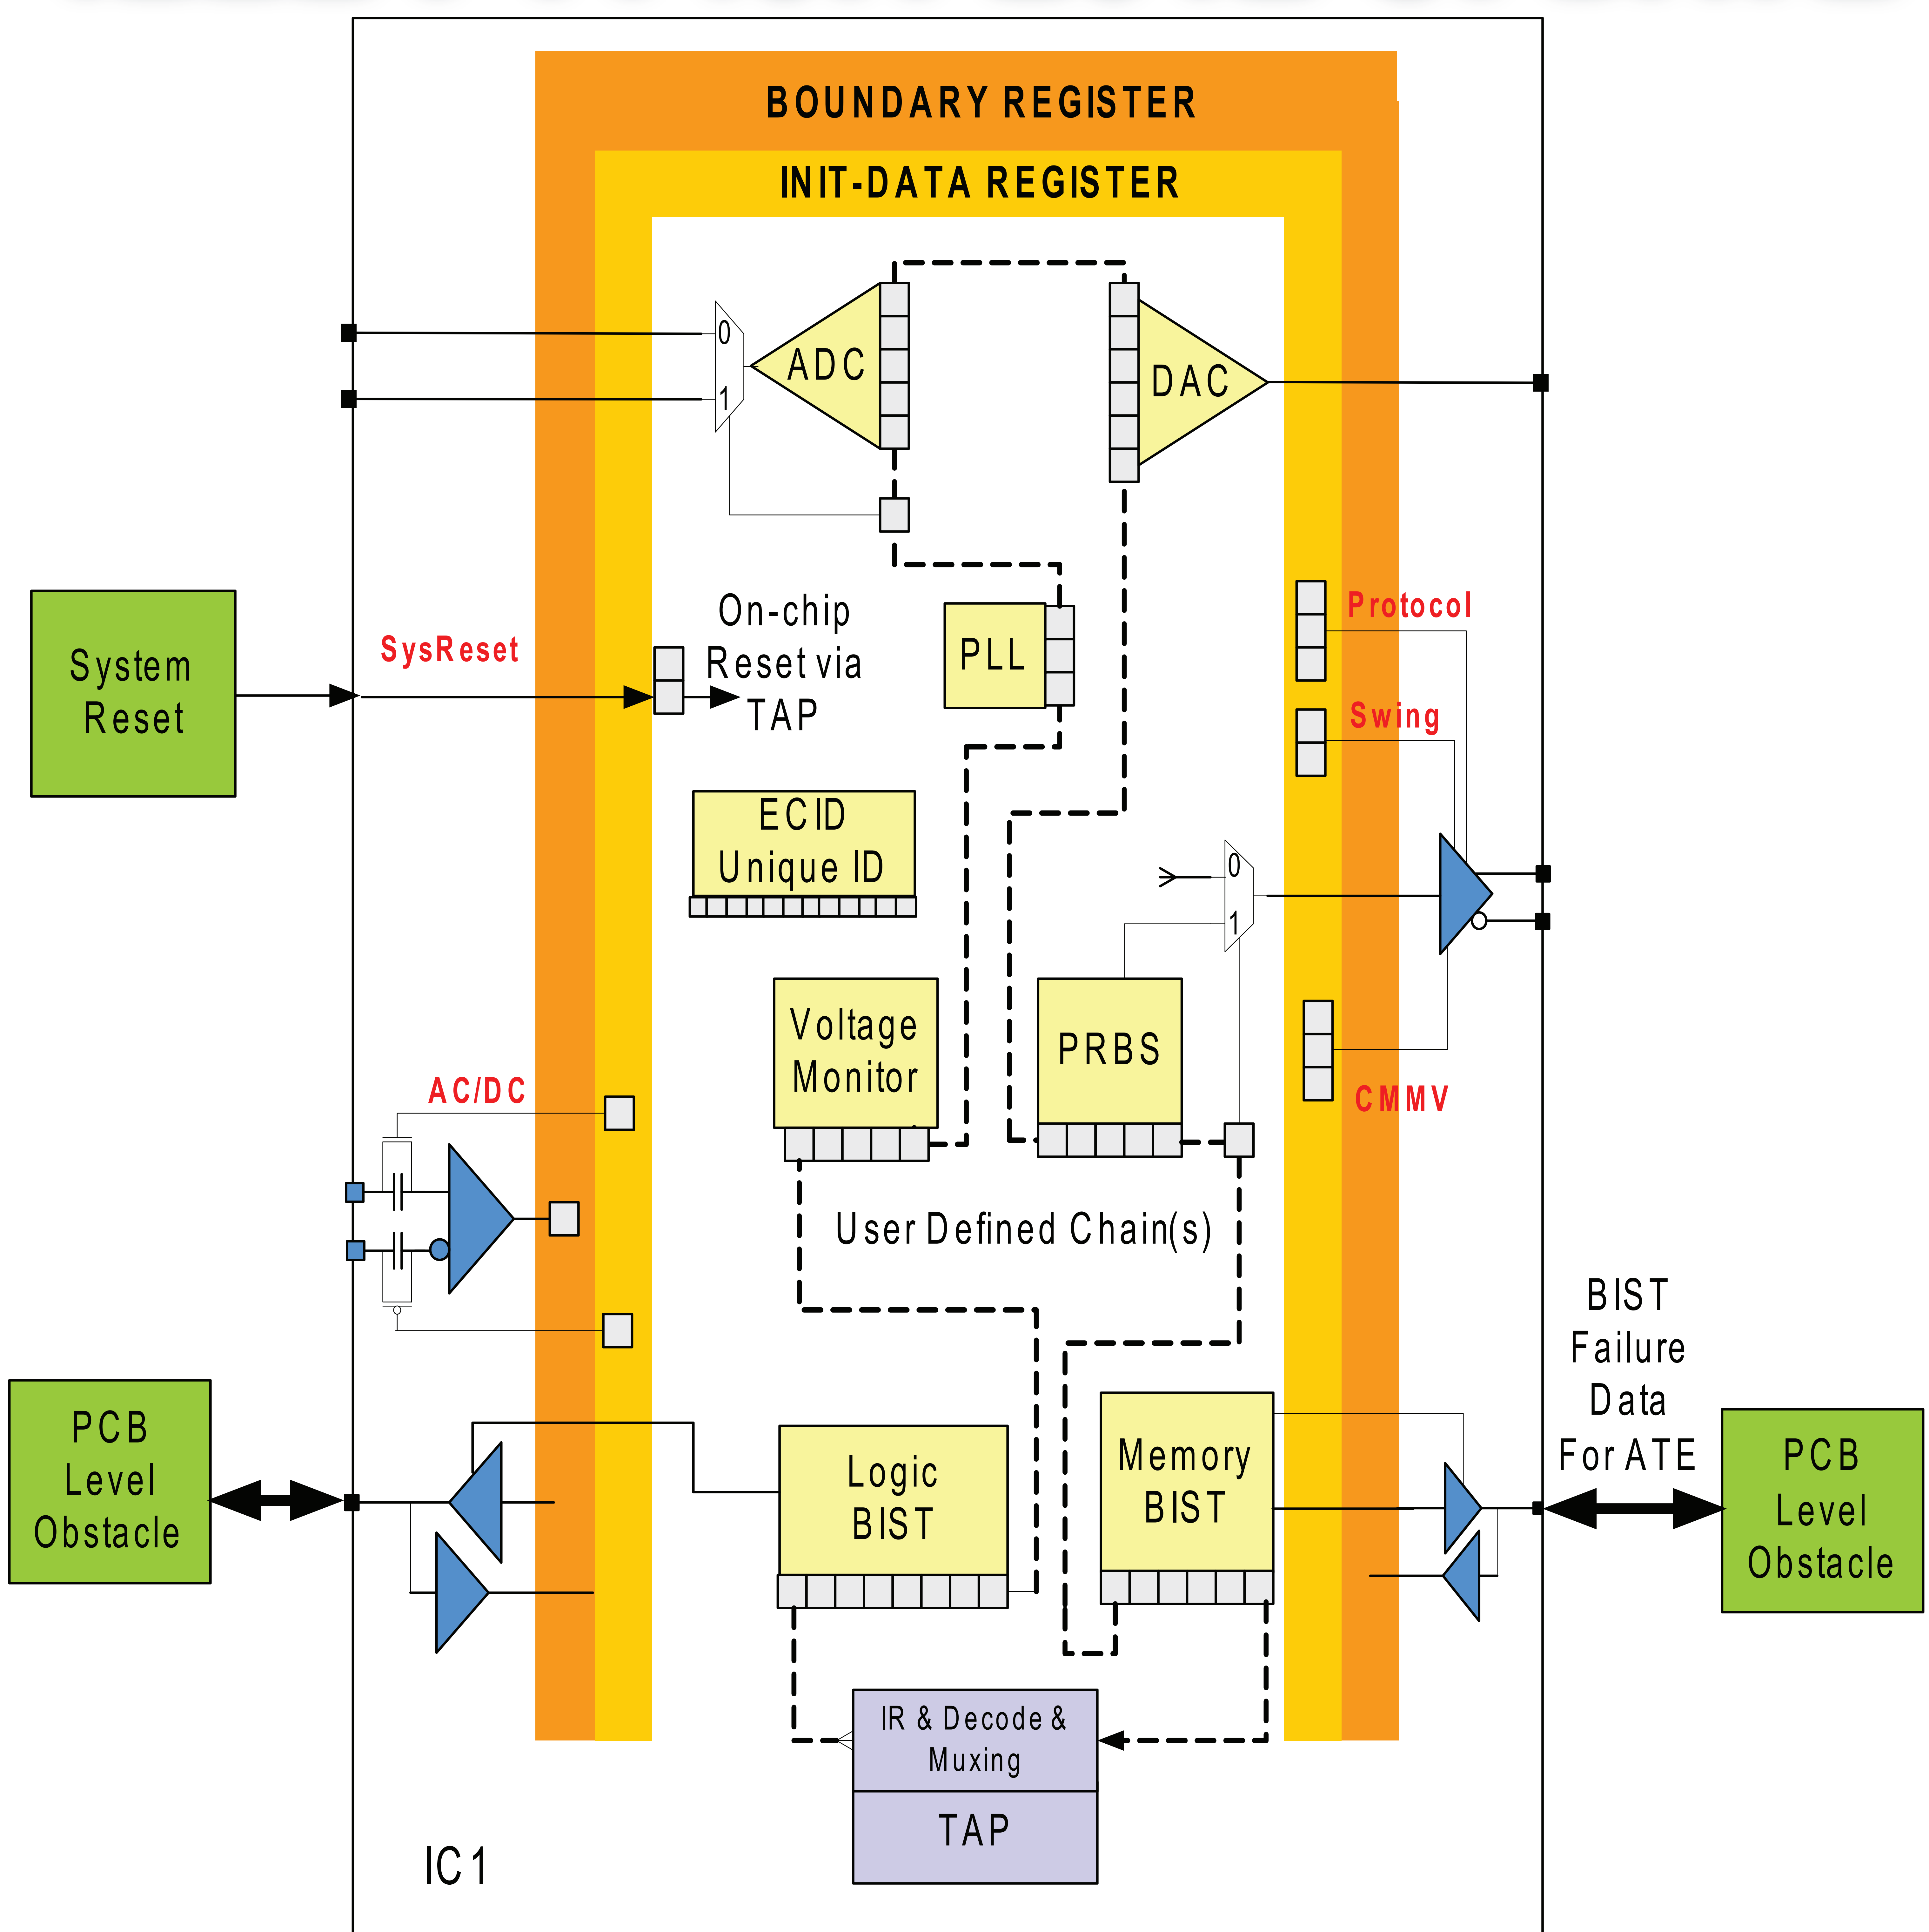 BOUNDARY REGISTER
INIT-DATA REGISTER
0
1
ADC
DAC
System
Reset
SysReset
On-chip
Reset via
TAP
PLL
Protocol
Swing
ECID
Unique ID
0
1
Voltage
Monitor
PRBS
AC/DC
CMMV
User Defined Chain(s)
BIST
Failure
Data
For ATE
PCB
Level
Obstacle
Logic
BIST
Memory
BIST
PCB
Level
Obstacle
IR & Decode &
Muxing
TAP
IC1